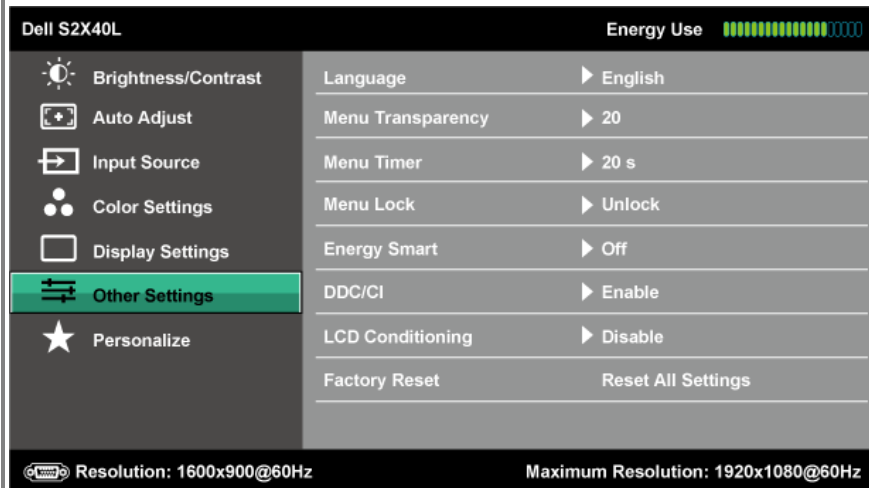 Dell S2X40L Energy Use
Brightness/Contrast
Auto Adjust
Input Source
Color Settings
Display Settings
Other Settings
Personalize
Language English
Menu Transparency 20
Menu Timer 20 s
Menu Lock Unlock
Energy Smart Off
DDC/CI Enable
LCD Conditioning Disable
Factory Reset Reset All Settings
Resolution: 1600x900@60Hz Maximum Resolution: 1920x1080@60Hz